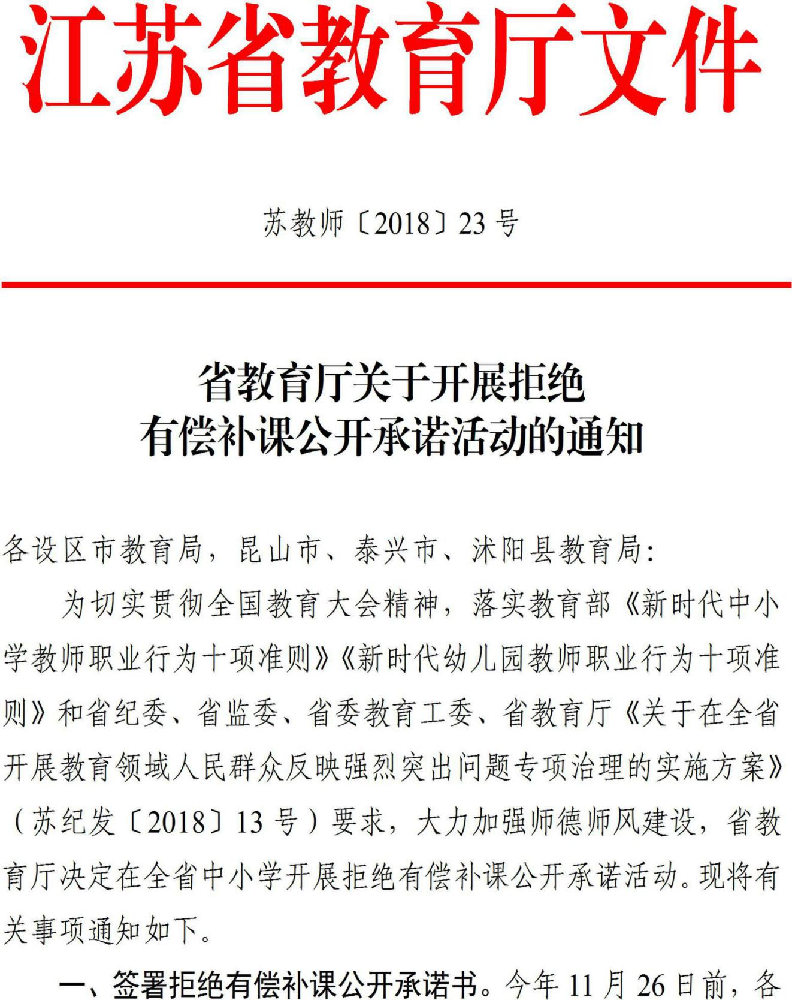 江苏省教育厅文件
苏教师〔2018〕23 号
省教育厅关于开展拒绝
有偿补课公开承诺活动的通知
各设区市教育局，昆山市、泰兴市、沭阳县教育局：
为切实贯彻全国教育大会精神，落实教育部《新时代中小
学教师职业行为十项准则》《新时代幼儿园教师职业行为十项准
则》和省纪委、省监委、省委教育工委、省教育厅《关于在全省
开展教育领域人民群众反映强烈突出问题专项治理的实施方案》
（苏纪发〔2018〕13 号）要求，大力加强师德师风建设，省教
育厅决定在全省中小学开展拒绝有偿补课公开承诺活动。现将有
关事项通知如下。
一、签署拒绝有偿补课公开承诺书。今年 11 月 26 日前，各